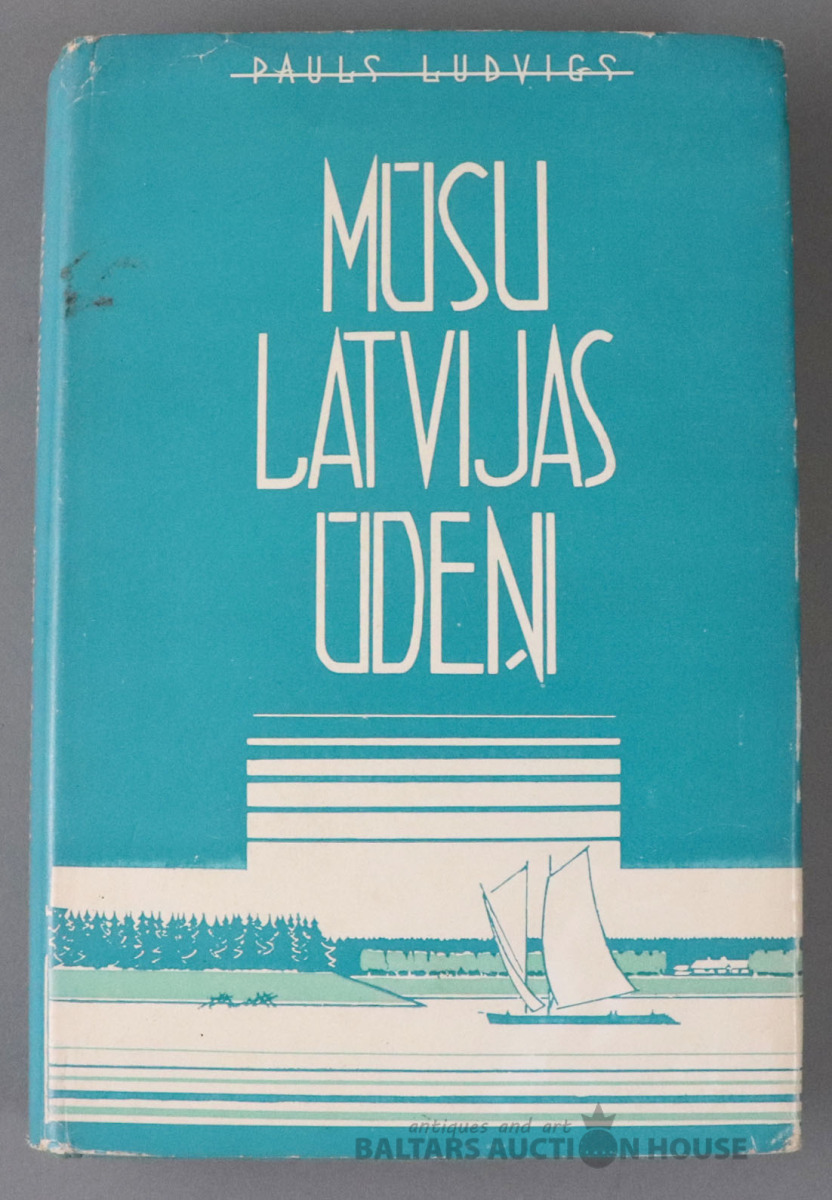 PAULS LUDVIGS
MŪSU
LATVIJAS
ŪDEŅI
antiques and art
BALTARS AUCTION HOUSE